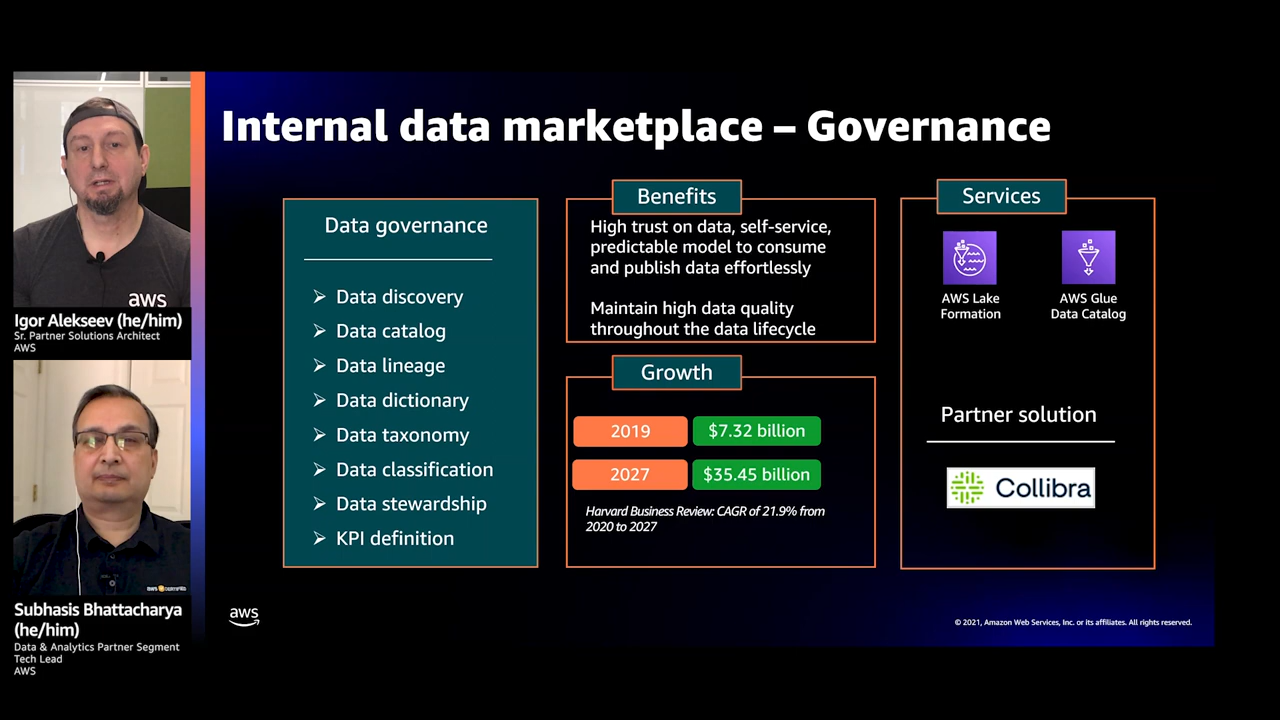 Internal data marketplace – Governance
aws
Igor Alekseev (he/him)
Sr. Partner Solutions Architect
AWS
Subhasis Bhattacharya
(he/him)
Data & Analytics Partner Segment
Tech Lead
AWS
Data governance
➢ Data discovery
➢ Data catalog
➢ Data lineage
➢ Data dictionary
➢ Data taxonomy
➢ Data classification
➢ Data stewardship
➢ KPI definition
Benefits
High trust on data, self-service,
predictable model to consume
and publish data effortlessly
Maintain high data quality
throughout the data lifecycle
Growth
2019 $7.32 billion
2027 $35.45 billion
Harvard Business Review: CAGR of 21.9% from
2020 to 2027
Services
AWS Lake
Formation
AWS Glue
Data Catalog
Partner solution
Collibra
aws
© 2021, Amazon Web Services, Inc. or its affiliates. All rights reserved.